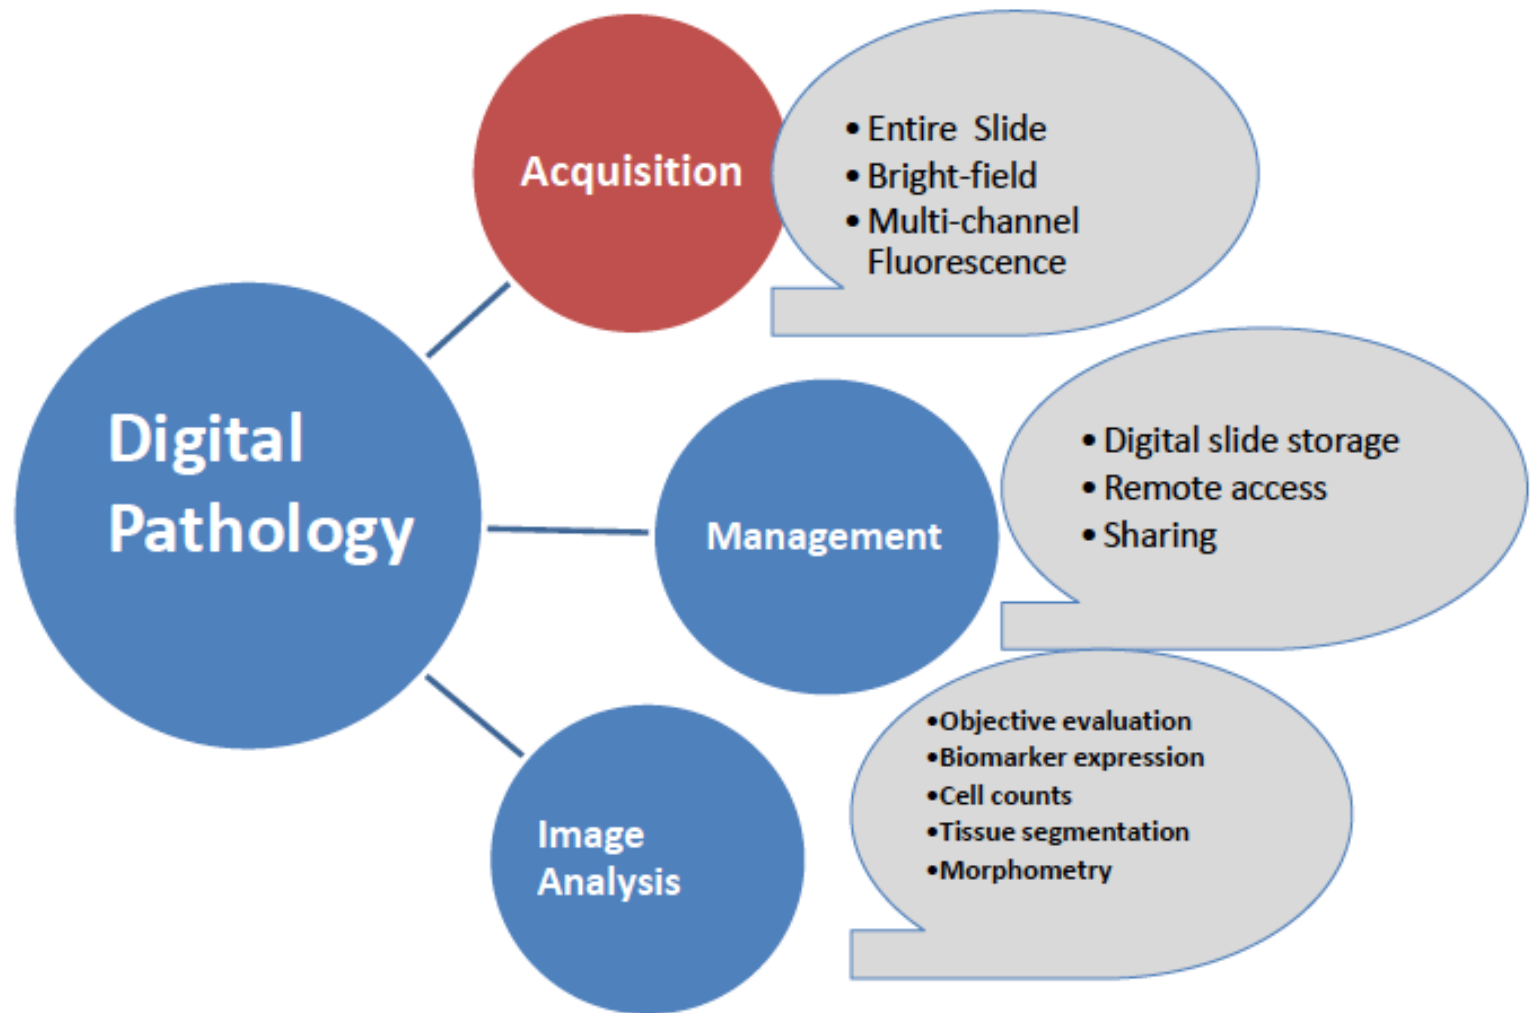 Acquisition
• Entire Slide
• Bright-field
• Multi-channel
Fluorescence
Digital
Pathology
Management
• Digital slide storage
• Remote access
• Sharing
Image
Analysis
•Objective evaluation
•Biomarker expression
•Cell counts
•Tissue segmentation
•Morphometry